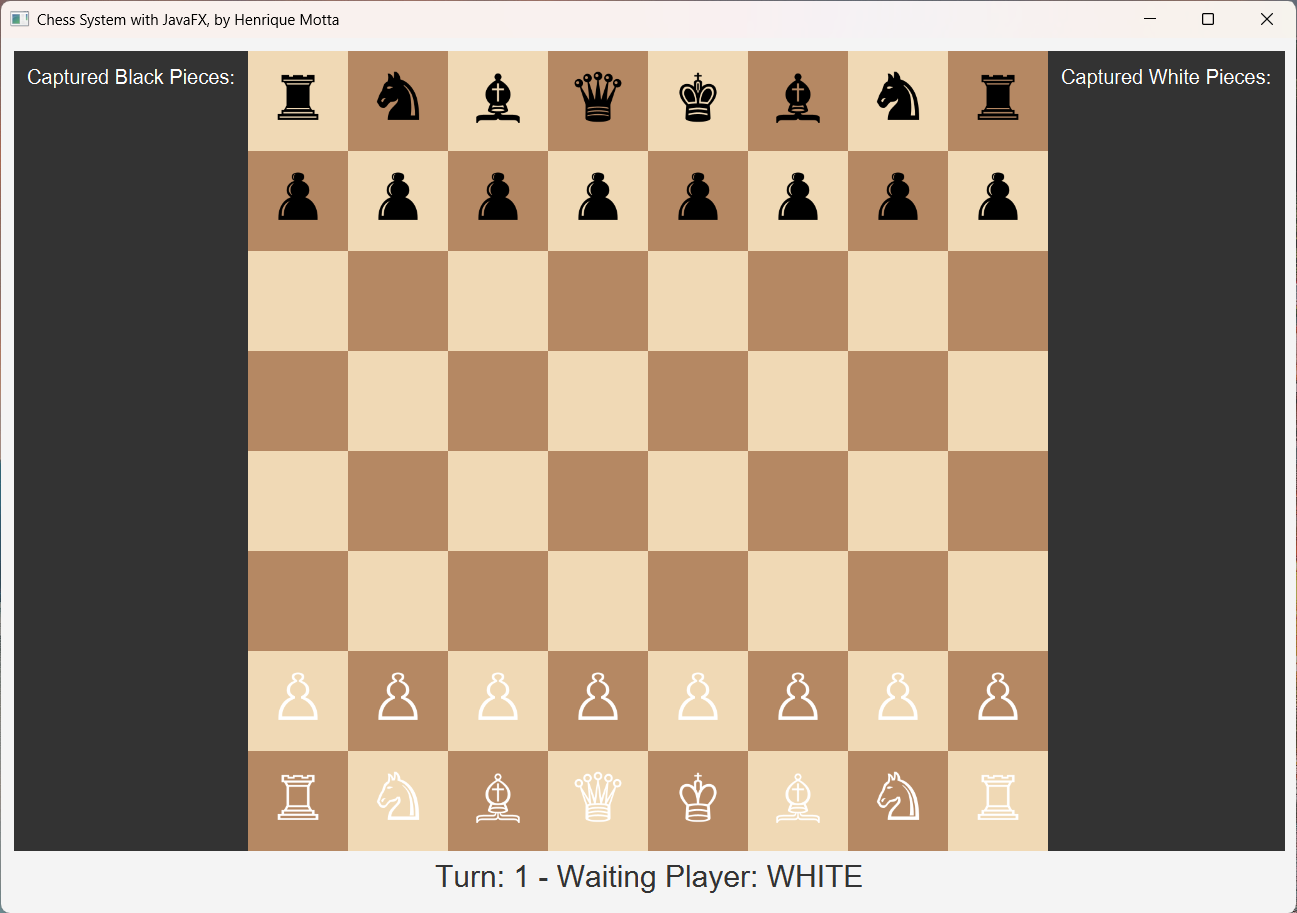 Chess System with JavaFX, by Henrique Motta
Captured Black Pieces:
Captured White Pieces:
Turn: 1 - Waiting Player: WHITE